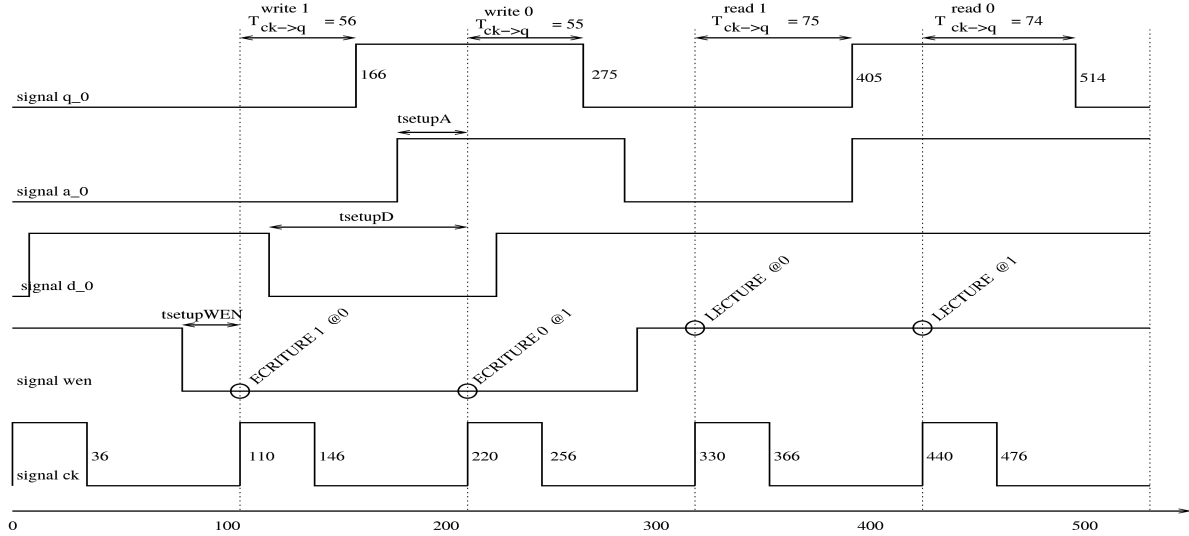 write 1
T ck->q = 56
write 0
T ck->q = 55
read 1
T ck->q = 75
read 0
T ck->q = 74
166
275
405
514
signal q_0
tsetupA
signal a_0
tsetupD
signal d_0
tsetupWEN
ECRITURE 1 @0
ECRITURE 0 @1
LECTURE @0
LECTURE @1
signal wen
36
110
146
220
256
330
366
440
476
signal ck
0
100
200
300
400
500